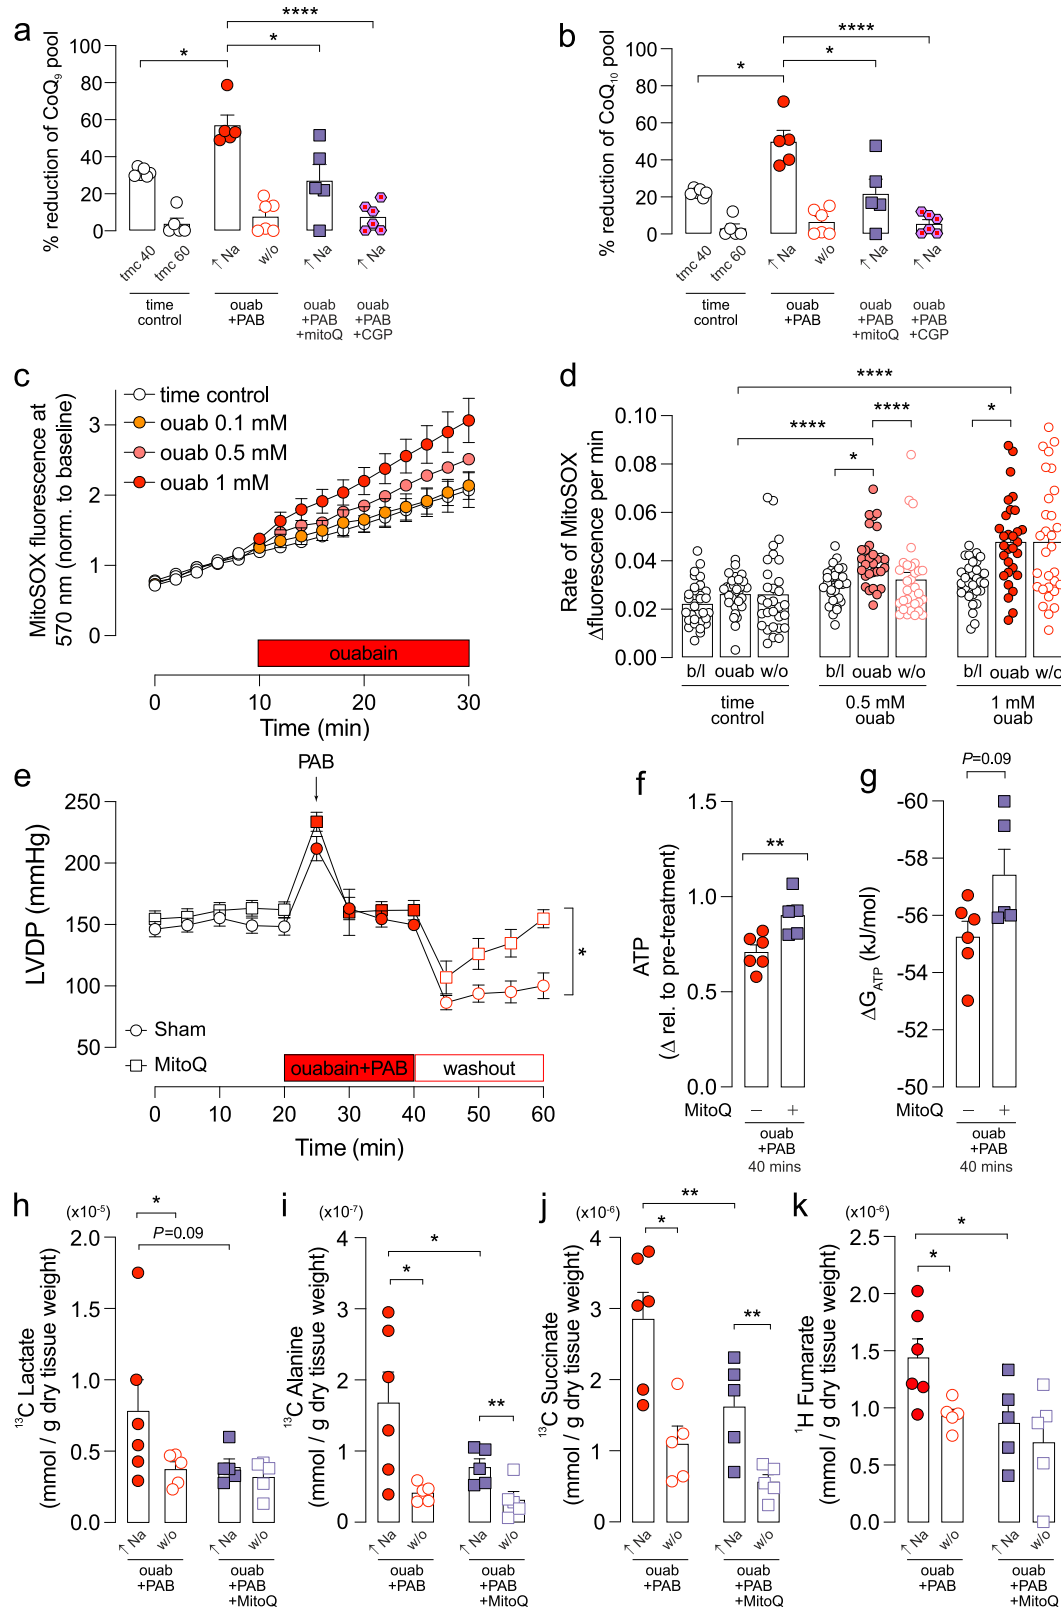 a
% reduction of CoQ9 pool
100
80
60
40
20
0
*
*
****
tmc 40
tmc 60
↑ Na
w/o
↑ Na
↑ Na
time
control
ouab
+PAB
ouab
+PAB
+mitoQ
ouab
+PAB
+CGP
b
% reduction of CoQ10 pool
100
80
60
40
20
0
*
*
****
tmc 40
tmc 60
↑ Na
w/o
↑ Na
↑ Na
time
control
ouab
+PAB
ouab
+PAB
+mitoQ
ouab
+PAB
+CGP
c
MitoSOX fluorescence at
570 nm (norm. to baseline)
time control
ouab 0.1 mM
ouab 0.5 mM
ouab 1 mM
3
2
1
0
ouabain
0
10
20
30
Time (min)
d
Rate of MitoSOX
Δfluorescence per min
0.10
0.08
0.06
0.04
0.02
0.00
****
****
****
*
*
b/l ouab w/o
b/l ouab w/o
b/l ouab w/o
time
control
0.5 mM
ouab
1 mM
ouab
e
PAB
LVDP (mmHg)
250
200
150
100
50
*
Sham
MitoQ
ouabain+PAB
washout
0
10
20
30
40
50
60
Time (min)
f
ATP
(Δ rel. to pre-treatment)
1.5
1.0
0.5
0.0
**
MitoQ − +
ouab
+PAB
40 mins
g
ΔGATP (kJ/mol)
P=0.09
-60
-58
-56
-54
-52
-50
MitoQ − +
ouab
+PAB
40 mins
h
(x10-5)
13C Lactate
(mmol / g dry tissue weight)
2.0
1.5
1.0
0.5
0.0
*
P=0.09
↑ Na
w/o
↑ Na
w/o
ouab
+PAB
ouab
+PAB
+MitoQ
i
(x10-7)
13C Alanine
(mmol / g dry tissue weight)
4
3
2
1
0
*
*
**
↑ Na
w/o
↑ Na
w/o
ouab
+PAB
ouab
+PAB
+MitoQ
j
(x10-6)
13C Succinate
(mmol / g dry tissue weight)
4
3
2
1
0
**
*
**
↑ Na
w/o
↑ Na
w/o
ouab
+PAB
ouab
+PAB
+MitoQ
k
(x10-6)
1H Fumarate
(mmol / g dry tissue weight)
2.5
2.0
1.5
1.0
0.5
0.0
*
*
↑ Na
w/o
↑ Na
w/o
ouab
+PAB
ouab
+PAB
+MitoQ